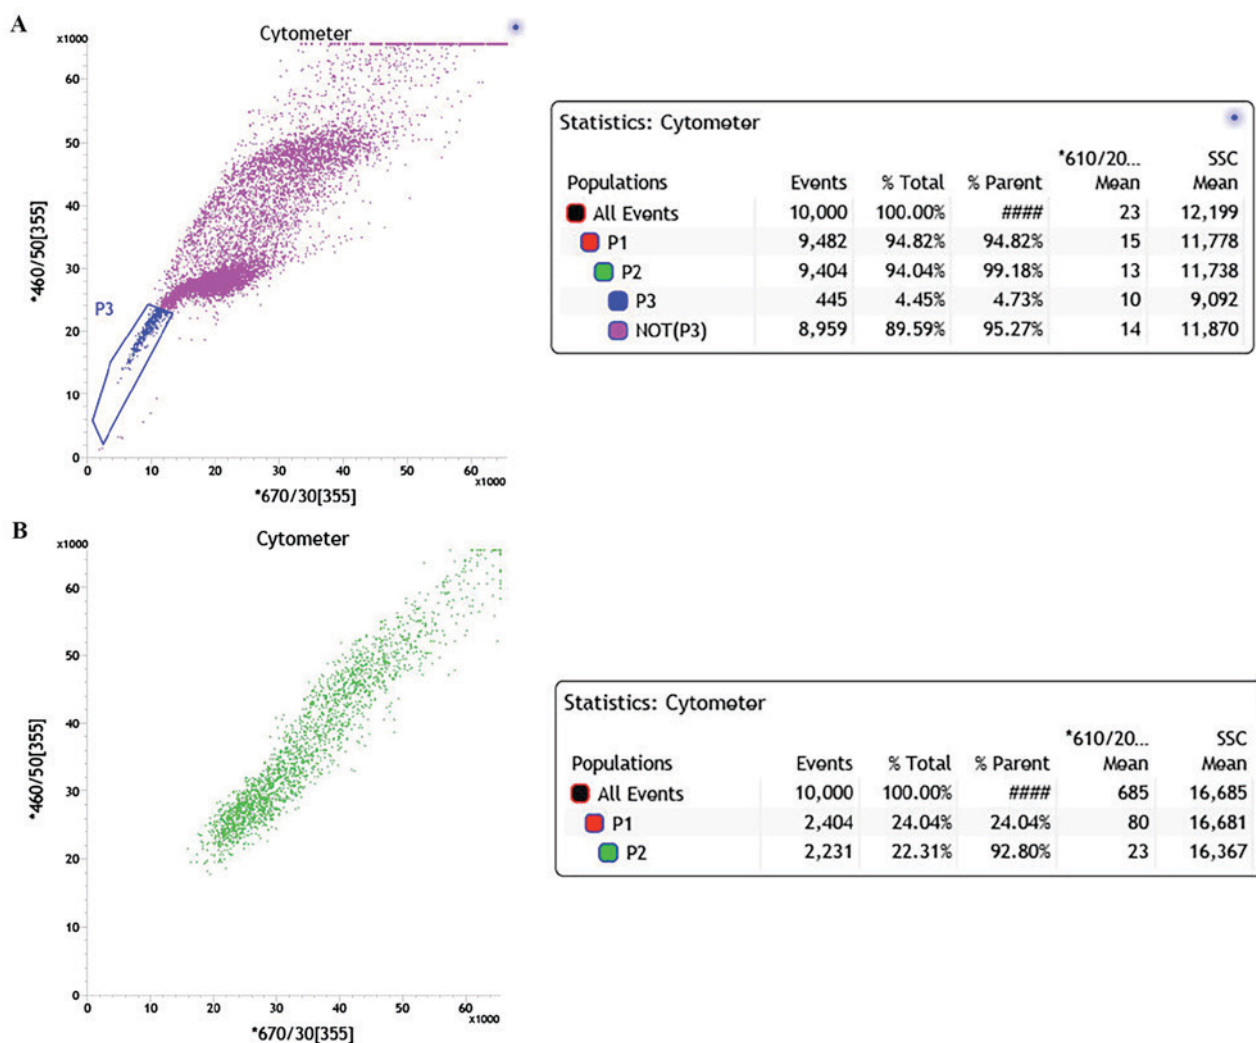 A
Cytometer
x1000
60
50
40
30
20
10
0
*460/50[355]
P3
0 10 20 30 40 50 60
x1000
*670/30[355]
Statistics: Cytometer
*610/20... SSC
Populations Events % Total % Parent Mean Mean
All Events 10,000 100.00% #### 23 12,199
P1 9,482 94.82% 94.82% 15 11,778
P2 9,404 94.04% 99.18% 13 11,738
P3 445 4.45% 4.73% 10 9,092
NOT(P3) 8,959 89.59% 95.27% 14 11,870
B
Cytometer
x1000
60
50
40
30
20
10
0
*460/50[355]
0 10 20 30 40 50 60
x1000
*670/30[355]
Statistics: Cytometer
*610/20... SSC
Populations Events % Total % Parent Mean Mean
All Events 10,000 100.00% #### 685 16,685
P1 2,404 24.04% 24.04% 80 16,681
P2 2,231 22.31% 92.80% 23 16,367